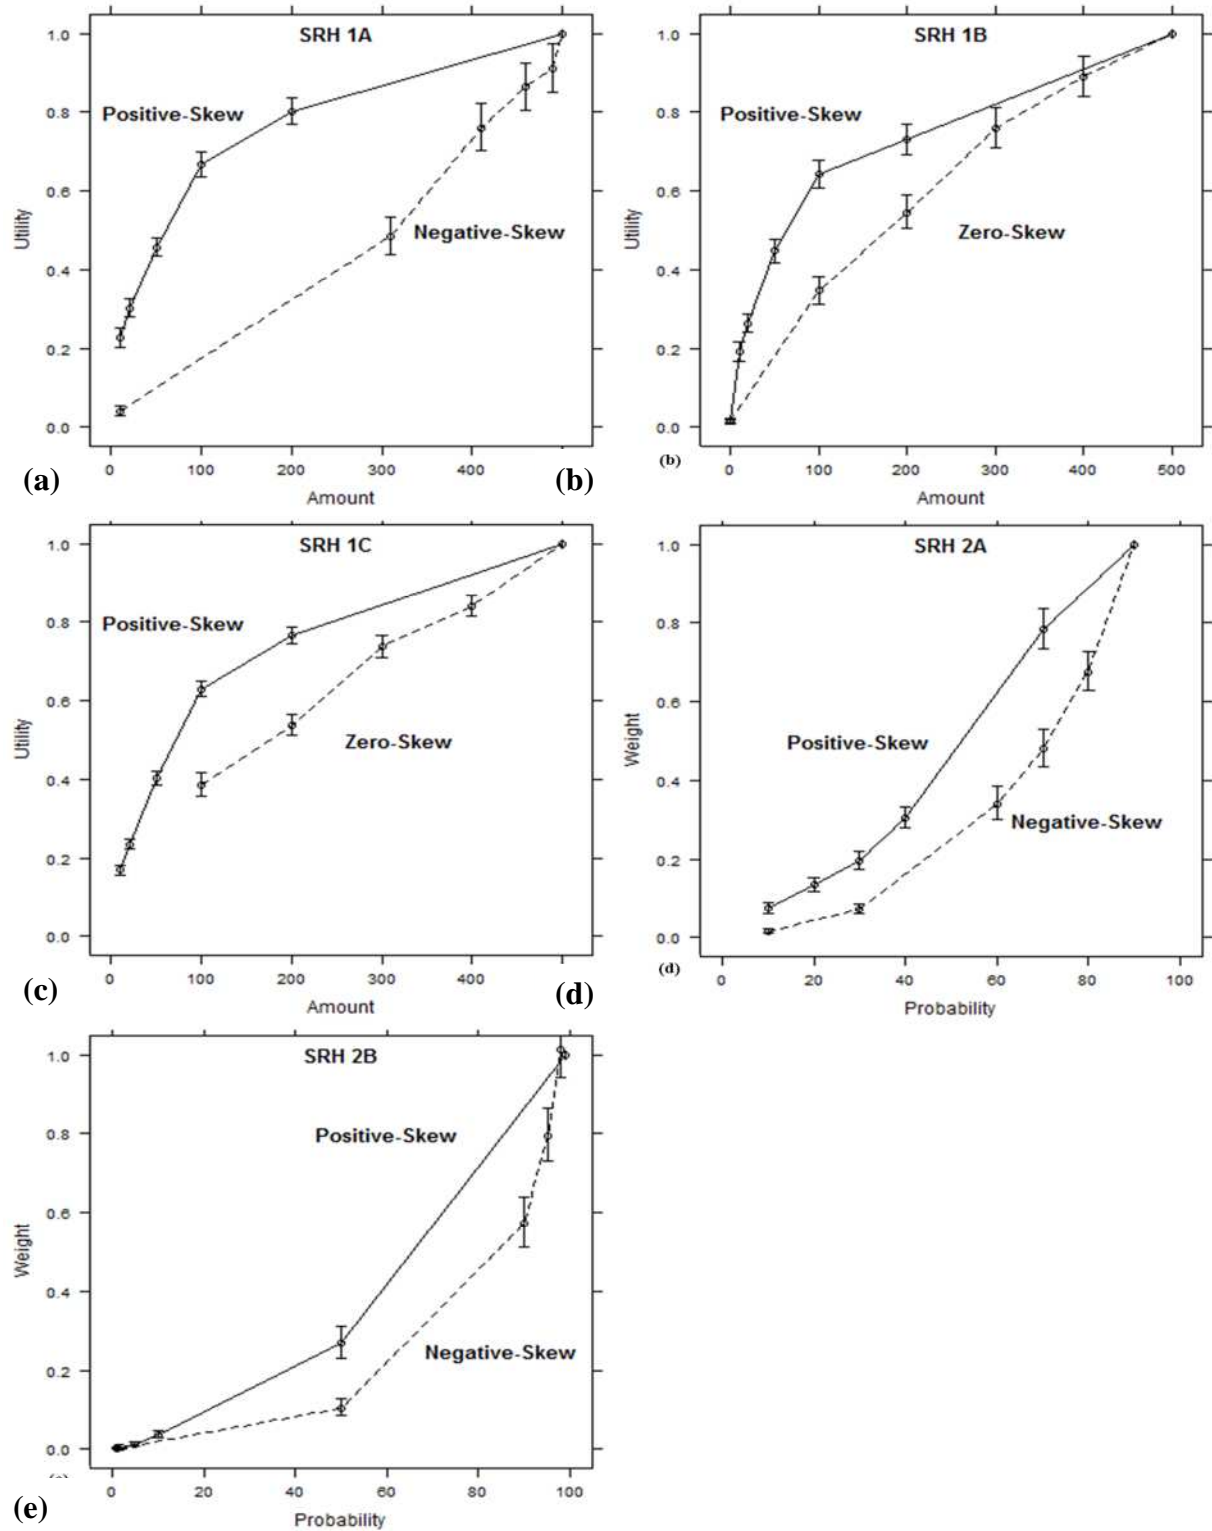 SRH 1A
Positive-Skew
Negative-Skew
Utility
1.0
0.8
0.6
0.4
0.2
0.0
0 100 200 300 400
Amount
(a)
SRH 1B
Positive-Skew
Zero-Skew
Utility
1.0
0.8
0.6
0.4
0.2
0.0
0 100 200 300 400 500
Amount
(b)
(b)
SRH 1C
Positive-Skew
Zero-Skew
Utility
1.0
0.8
0.6
0.4
0.2
0.0
0 100 200 300 400
Amount
(c)
SRH 2A
Positive-Skew
Negative-Skew
Weight
1.0
0.8
0.6
0.4
0.2
0.0
0 20 40 60 80 100
Probability
(d)
(d)
SRH 2B
Positive-Skew
Negative-Skew
Weight
1.0
0.8
0.6
0.4
0.2
0.0
0 20 40 60 80 100
Probability
(e)